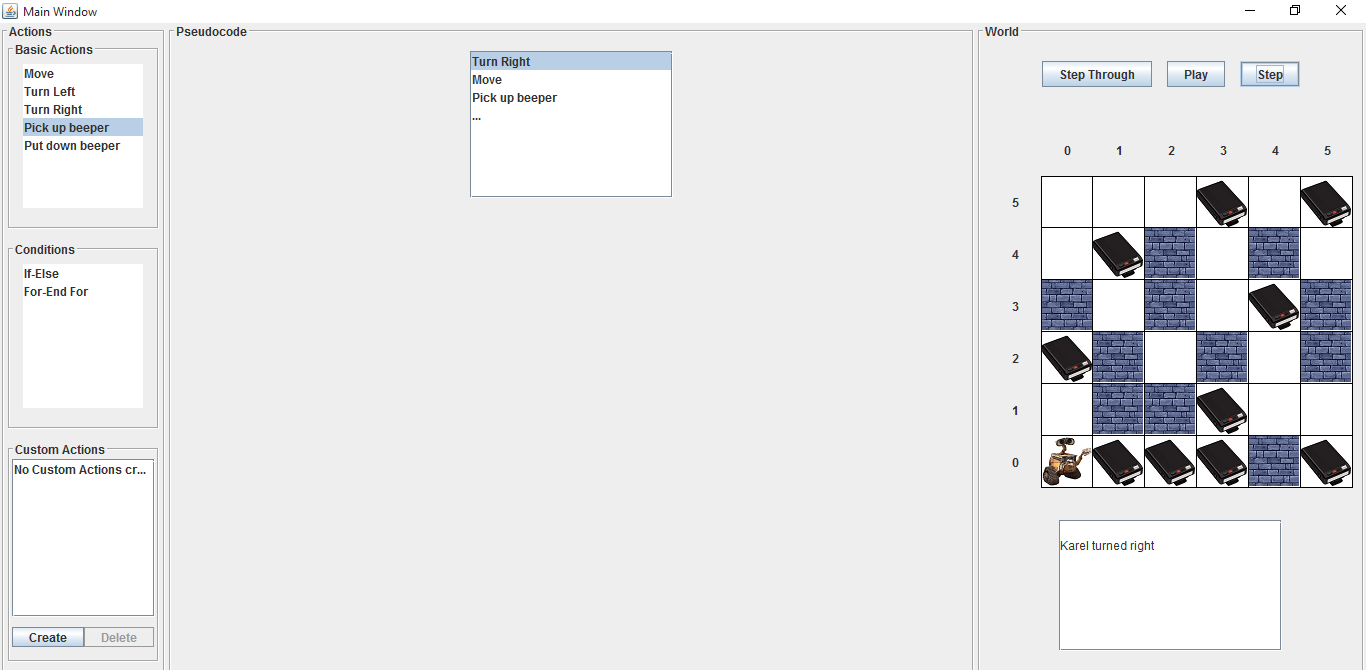 Main Window
Actions
Basic Actions
Move
Turn Left
Turn Right
Pick up beeper
Put down beeper
Conditions
If-Else
For-End For
Custom Actions
No Custom Actions cr...
Create Delete
Pseudocode
Turn Right
Move
Pick up beeper
...
World
Step Through Play Step
0 1 2 3 4 5
5
4
3
2
1
0
Karel turned right